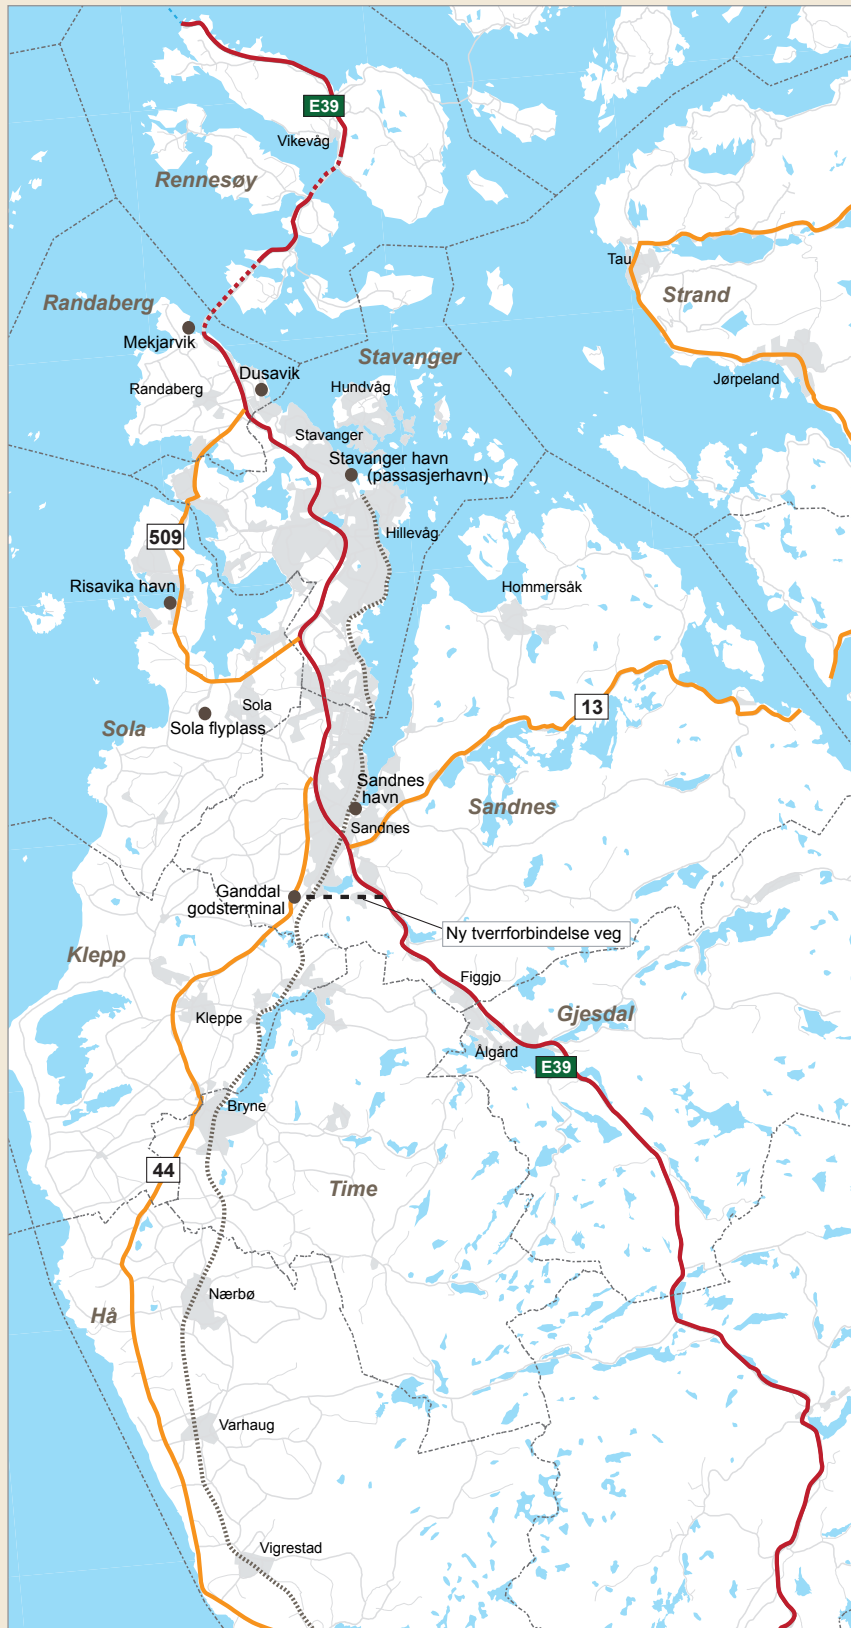 E39
Vikevåg
Rennesøy
Tau
Strand
Randaberg
Mekjarvik
Stavanger
Dusavik
Jørpeland
Randaberg
Hundvåg
Stavanger
Stavanger havn
(passasjerhavn)
509
Hillevåg
Risavika havn
Hommersåk
Sola
13
Sola
Sola flyplass
Sandnes
havn
Sandnes
Sandnes
Ganddal
godsterminal
Ny tverrforbindelse veg
Klepp
Figgjo
Kleppe
Gjesdal
Ålgård
E39
Bryne
44
Time
Nærbø
Hå
Varhaug
Vigrestad